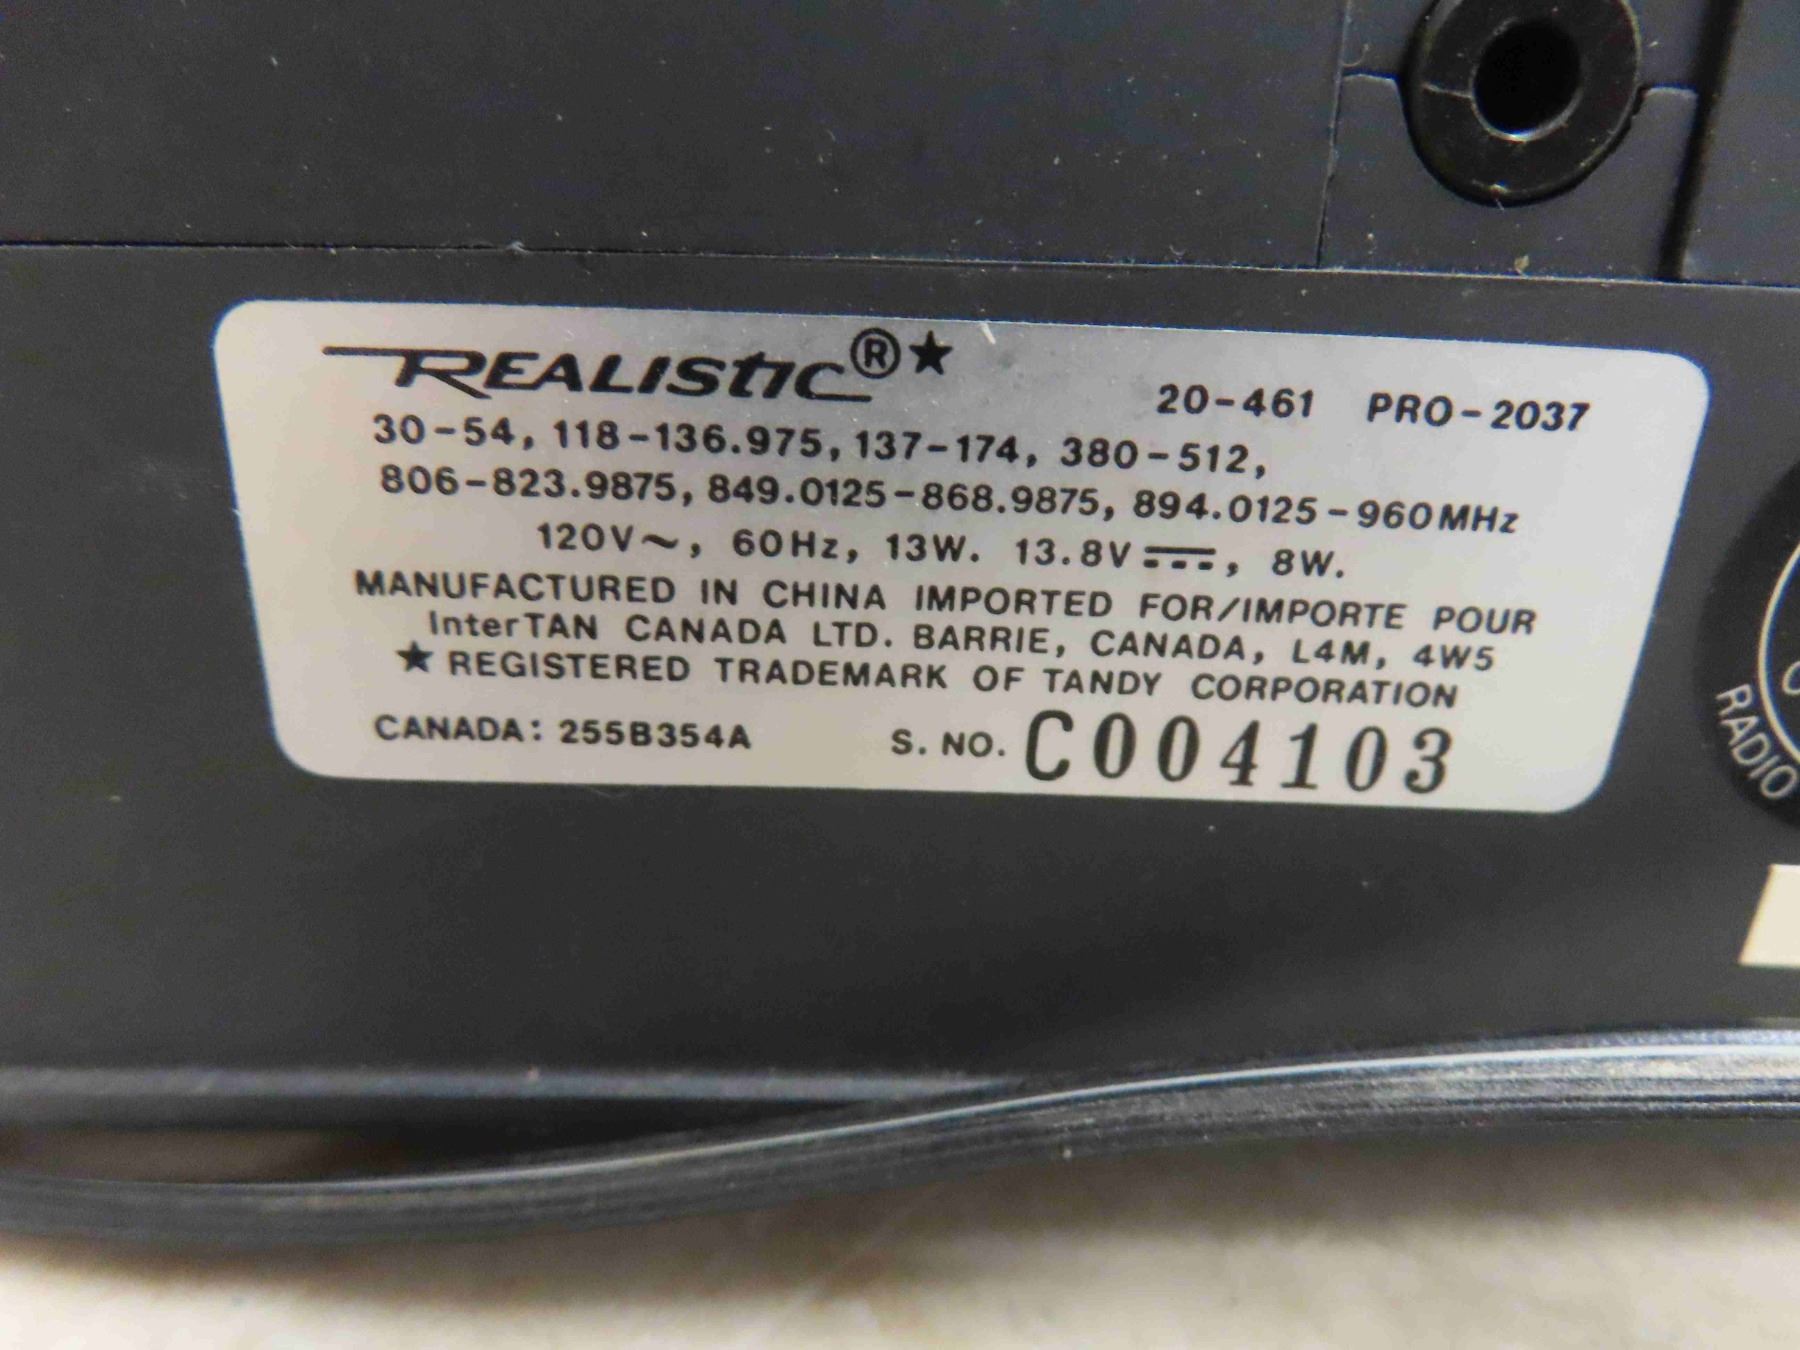 REALISTIC®★
20-461 PRO-2037
30-54, 118-136.975, 137-174, 380-512,
806-823.9875, 849.0125-868.9875, 894.0125-960MHz
120V~, 60Hz, 13W. 13.8V⎓, 8W.
MANUFACTURED IN CHINA IMPORTED FOR/IMPORTE POUR
InterTAN CANADA LTD. BARRIE, CANADA, L4M, 4W5
★REGISTERED TRADEMARK OF TANDY CORPORATION
CANADA: 255B354A S. NO. C004103
RADIO